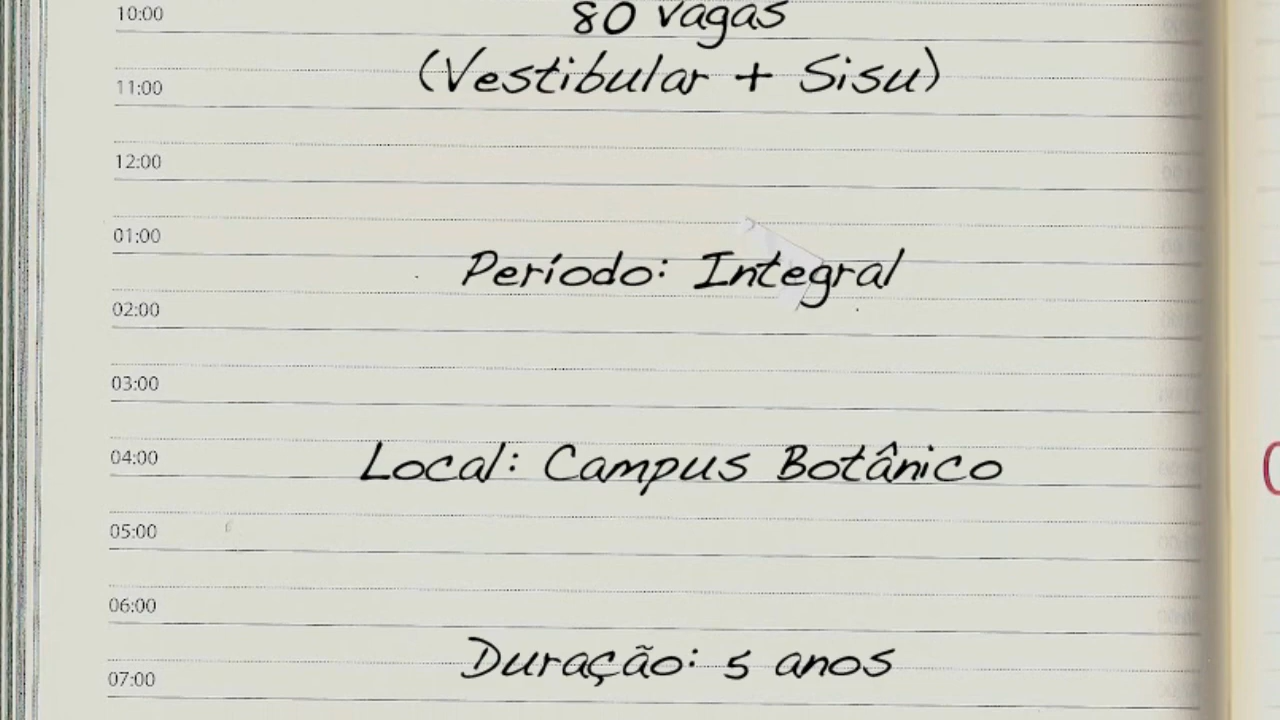 10:00
80 vagas
(Vestibular + Sisu)
11:00
12:00
01:00
Período: Integral
02:00
03:00
04:00
Local: Campus Botânico
05:00
06:00
Duração: 5 anos
07:00